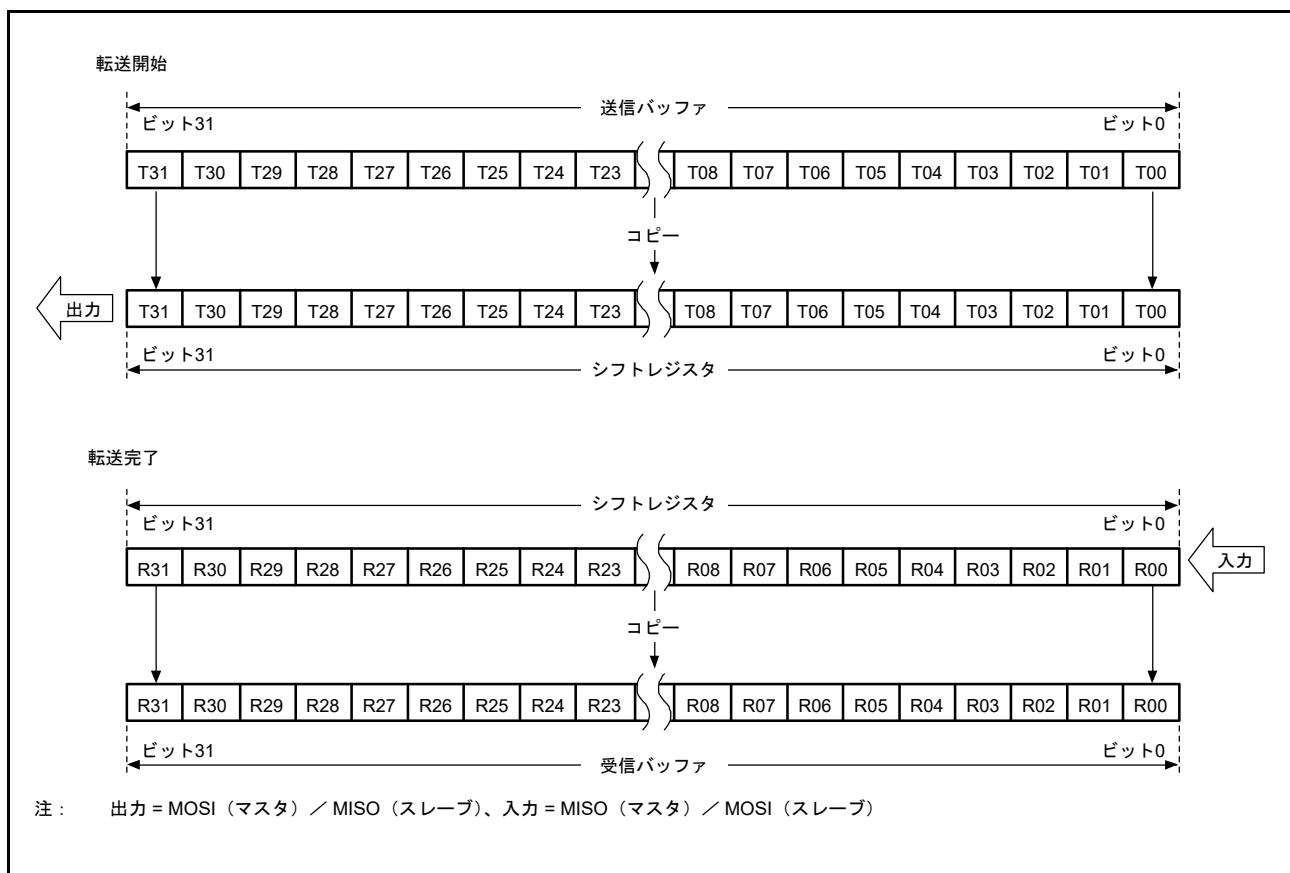 転送開始
送信バッファ
ビット31 ビット0
T31 T30 T29 T28 T27 T26 T25 T24 T23 T08 T07 T06 T05 T04 T03 T02 T01 T00
コピー
出力 T31 T30 T29 T28 T27 T26 T25 T24 T23 T08 T07 T06 T05 T04 T03 T02 T01 T00
ビット31 ビット0
シフトレジスタ
転送完了
シフトレジスタ
ビット31 ビット0
R31 R30 R29 R28 R27 R26 R25 R24 R23 R08 R07 R06 R05 R04 R03 R02 R01 R00 入力
コピー
R31 R30 R29 R28 R27 R26 R25 R24 R23 R08 R07 R06 R05 R04 R03 R02 R01 R00
ビット31 ビット0
受信バッファ
注： 出力 = MOSI（マスタ）／ MISO（スレーブ）、入力 = MISO（マスタ）／ MOSI（スレーブ）